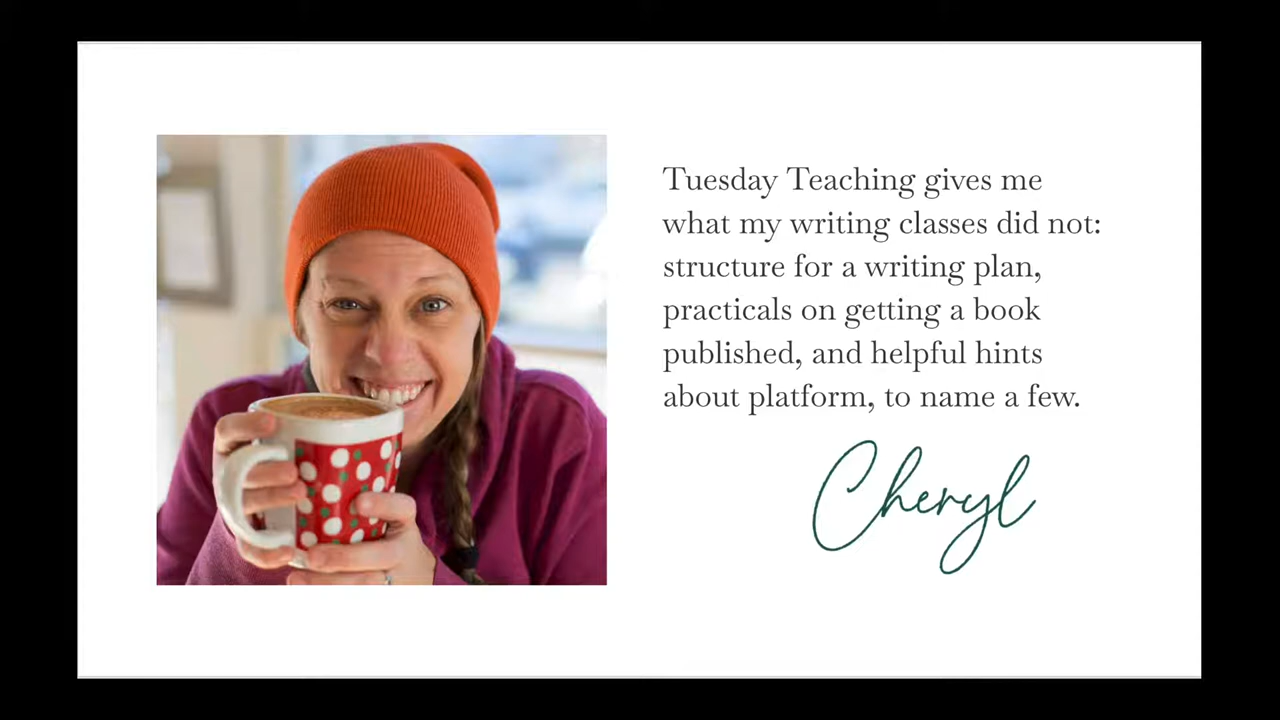 Tuesday Teaching gives me
what my writing classes did not:
structure for a writing plan,
practicals on getting a book
published, and helpful hints
about platform, to name a few.
Cheryl